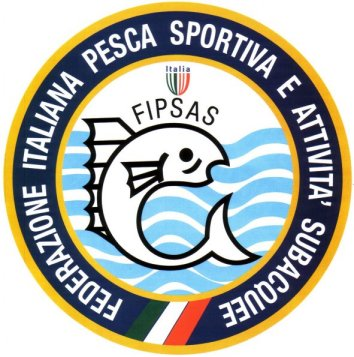 FEDERAZIONE ITALIANA PESCA SPORTIVA E ATTIVITA' SUBACQUEE
Italia
FIPSAS